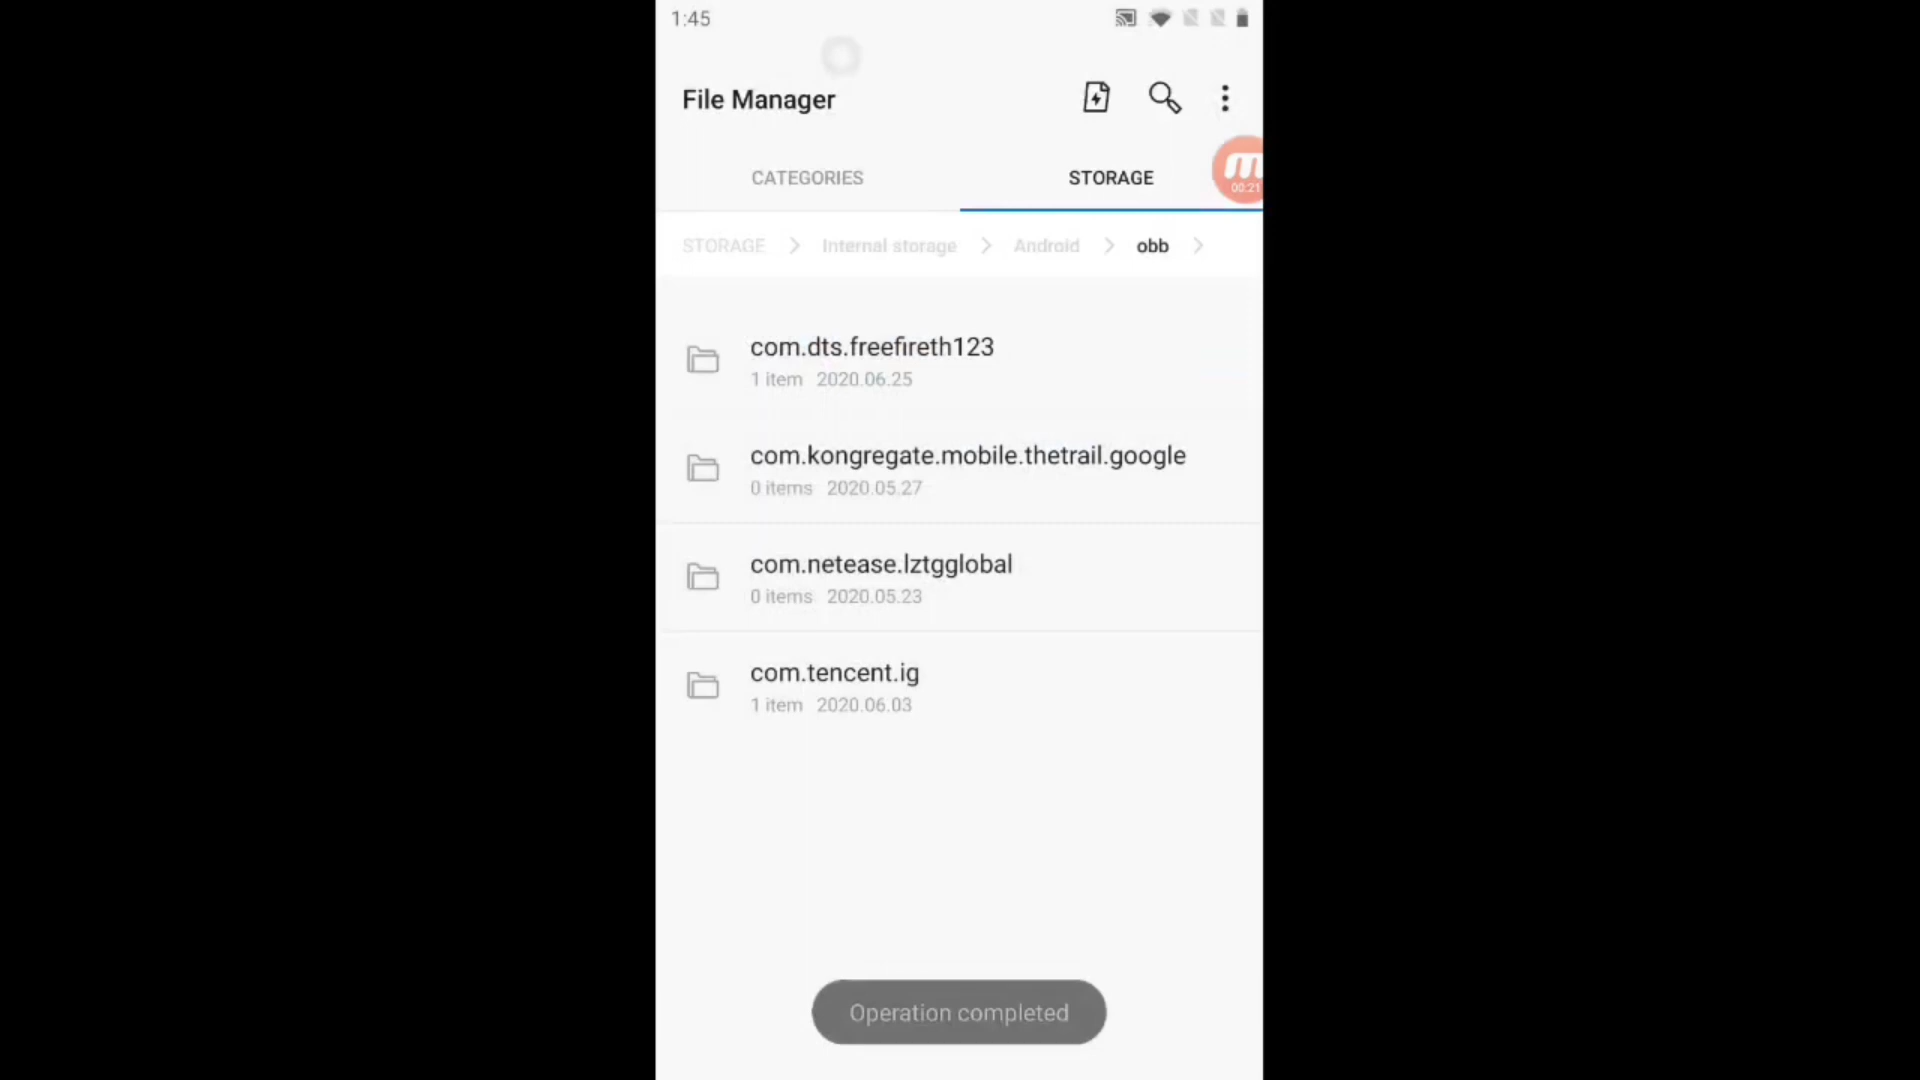 1:45
File Manager
CATEGORIES
STORAGE
00:21
STORAGE > Internal storage > Android > obb >
com.dts.freefireth123
1 item 2020.06.25
com.kongregate.mobile.thetrail.google
0 items 2020.05.27
com.netease.lztgglobal
0 items 2020.05.23
com.tencent.ig
1 item 2020.06.03
Operation completed